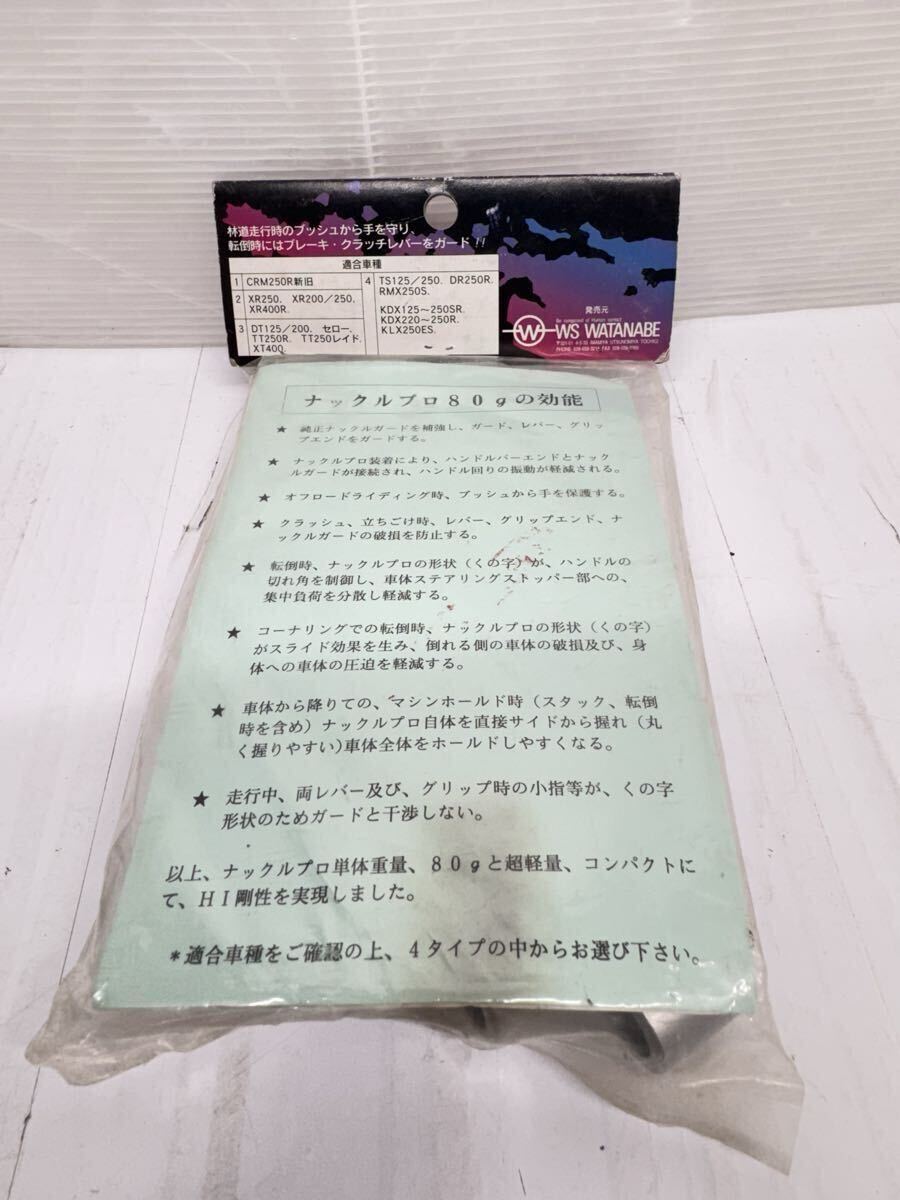 林道走行時のブッシュから手を守り、
転倒時にはブレーキ・クラッチレバーをガード!!
適合車種
1 CRM250R新旧
2 XR250. XR200/250.
XR400R.
3 DT125/200. セロー.
TT250R. TT250レイド.
XT400.
4 TS125/250. DR250R.
RMX250S.
KDX125〜250SR.
KDX220〜250R.
KLX250ES.
発売元
W WS WATANABE
ナックルプロ80gの効能
★ 純正ナックルガードを補強し、ガード、レバー、グリッ
プエンドをガードする。
★ ナックルプロ装着により、ハンドルバーエンドとナック
ルガードが接続され、ハンドル回りの振動が軽減される。
★ オフロードライディング時、ブッシュから手を保護する。
★ クラッシュ、立ちごけ時、レバー、グリップエンド、ナ
ックルガードの破損を防止する。
★ 転倒時、ナックルプロの形状（くの字）が、ハンドルの
切れ角を制御し、車体ステアリングストッパー部への、
集中負荷を分散し軽減する。
★ コーナリングでの転倒時、ナックルプロの形状（くの字）
がスライド効果を生み、倒れる側の車体の破損及び、身
体への車体の圧迫を軽減する。
★ 車体から降りての、マシンホールド時（スタック、転倒
時を含め）ナックルプロ自体を直接サイドから握れ（丸
く握りやすい）車体全体をホールドしやすくなる。
★ 走行中、両レバー及び、グリップ時の小指等が、くの字
形状のためガードと干渉しない。
以上、ナックルプロ単体重量、80gと超軽量、コンパクトに
て、HI剛性を実現しました。
*適合車種をご確認の上、4タイプの中からお選び下さい。